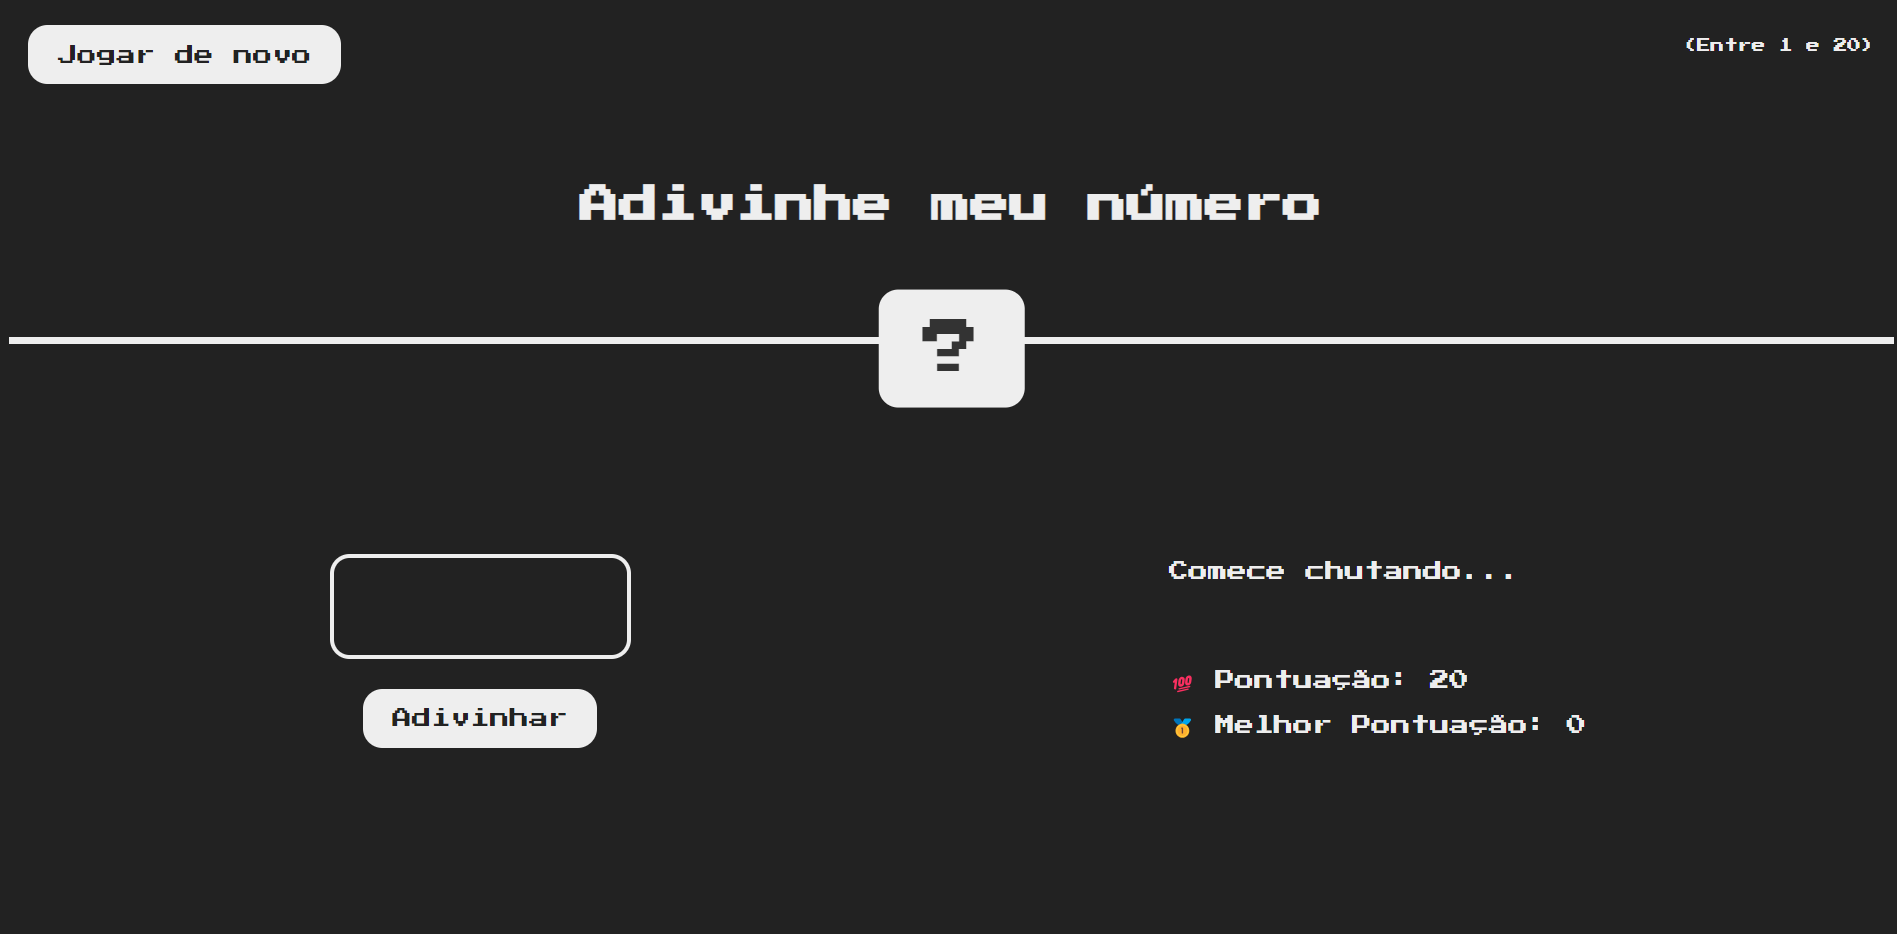 Jogar de novo
(Entre 1 e 20)
Adivinhe meu número
?
Comece chutando...
💯 Pontuação: 20
🥇 Melhor Pontuação: 0
Adivinhar